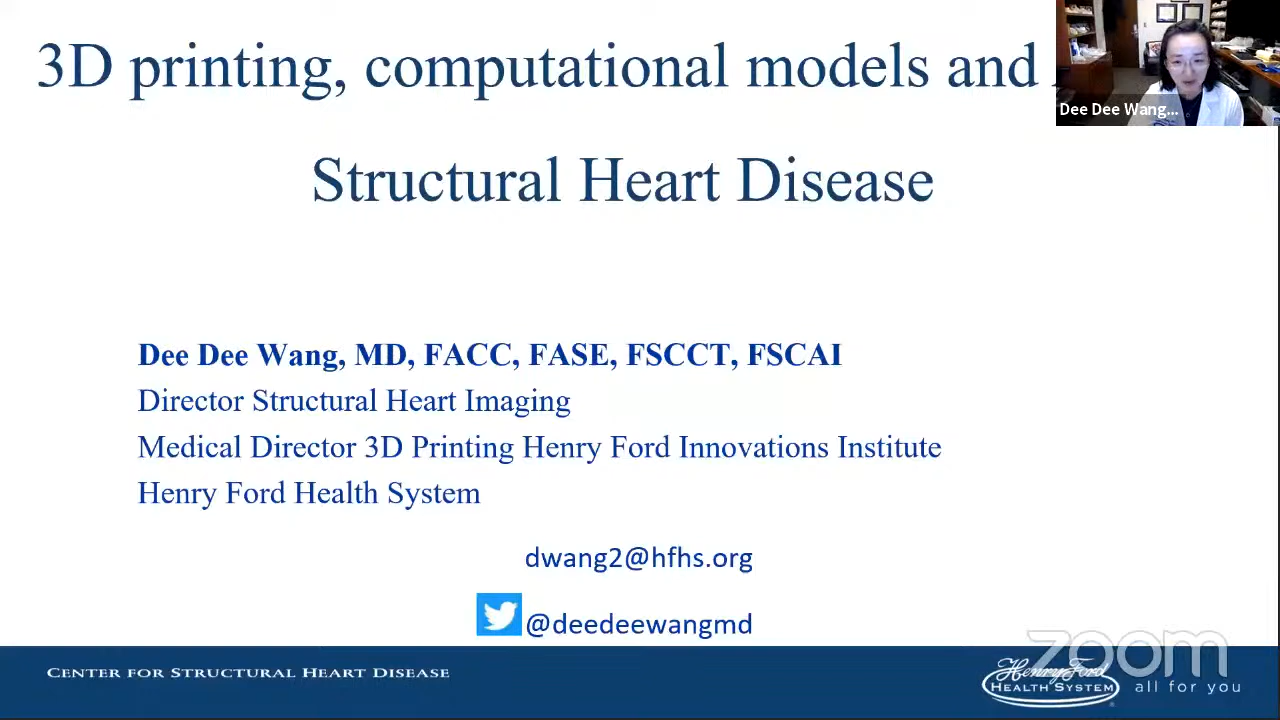 3D printing, computational models and
Dee Dee Wang...
Structural Heart Disease
Dee Dee Wang, MD, FACC, FASE, FSCCT, FSCAI
Director Structural Heart Imaging
Medical Director 3D Printing Henry Ford Innovations Institute
Henry Ford Health System
dwang2@hfhs.org
@deedeewangmd
zoom
CENTER FOR STRUCTURAL HEART DISEASE
Henry Ford
HEALTH SYSTEM
all for you